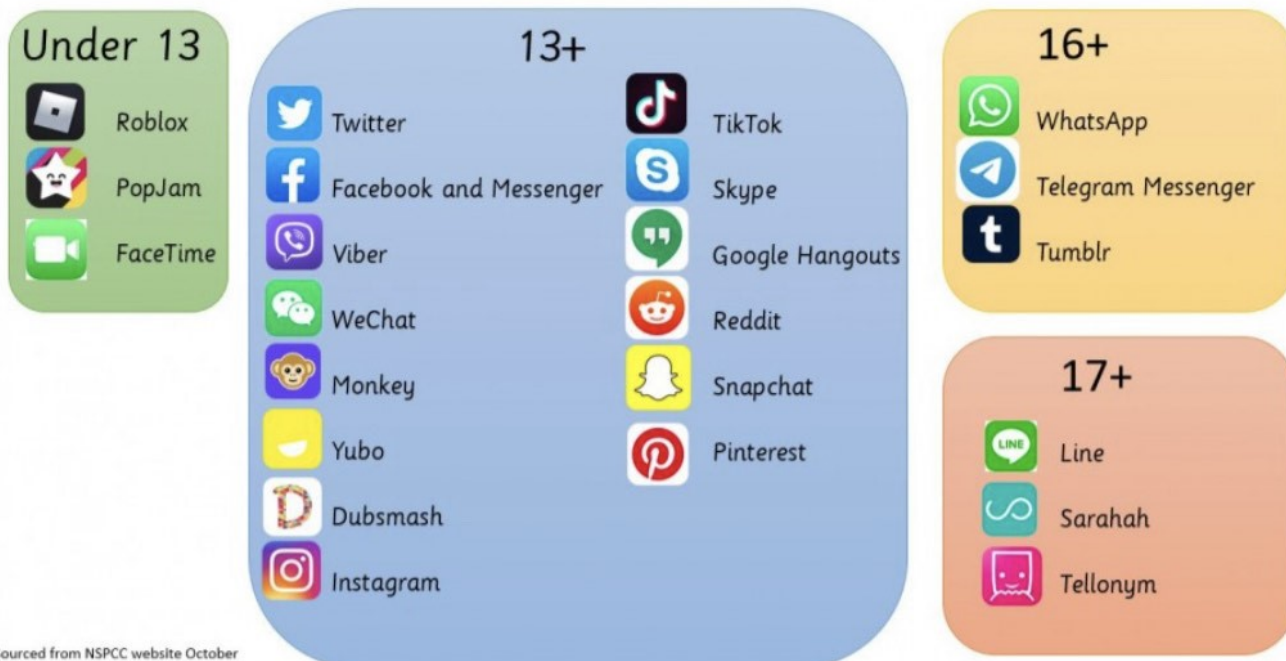 Under 13
Roblox
PopJam
FaceTime
13+
Twitter
Facebook and Messenger
Viber
WeChat
Monkey
Yubo
Dubsmash
Instagram
TikTok
Skype
Google Hangouts
Reddit
Snapchat
Pinterest
16+
WhatsApp
Telegram Messenger
Tumblr
17+
LINE
Line
Sarahah
Tellonym
ourced from NSPCC website October